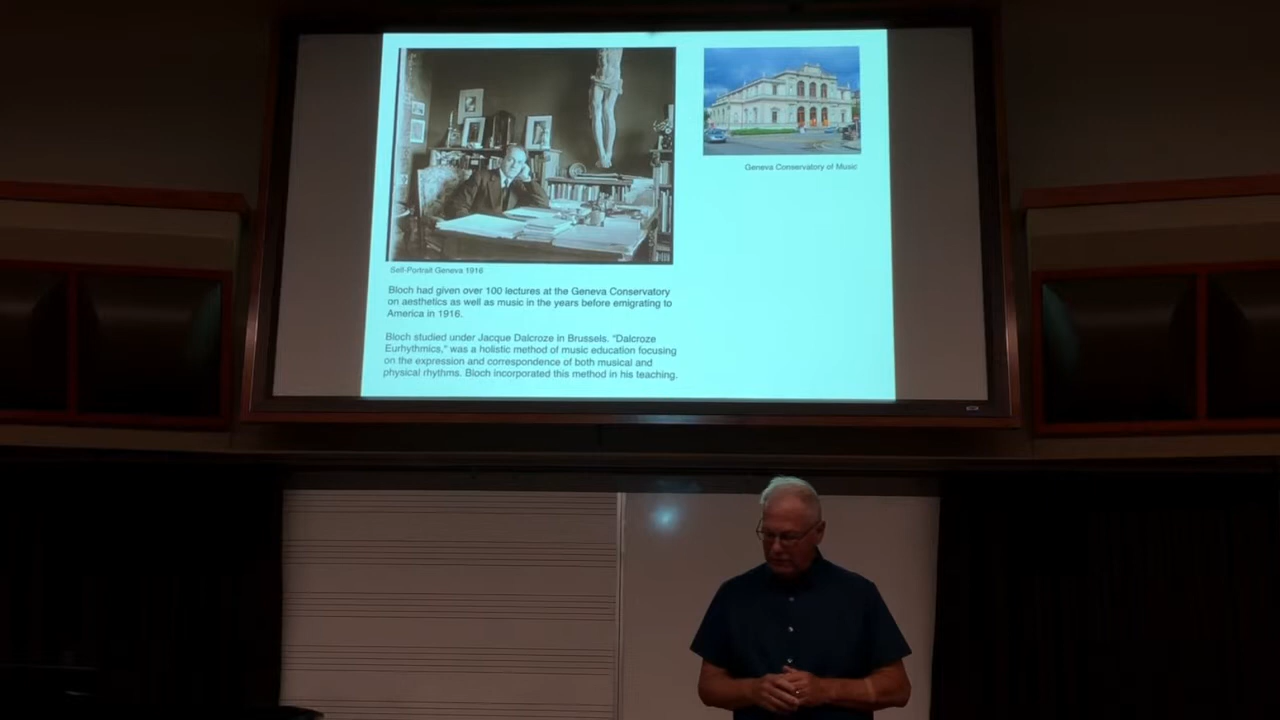 Geneva Conservatory of Music
Self-Portrait Geneva 1916
Bloch had given over 100 lectures at the Geneva Conservatory
on aesthetics as well as music in the years before emigrating to
America in 1916.
Bloch studied under Jacque Dalcroze in Brussels. "Dalcroze
Eurhythmics," was a holistic method of music education focusing
on the expression and correspondence of both musical and
physical rhythms. Bloch incorporated this method in his teaching.